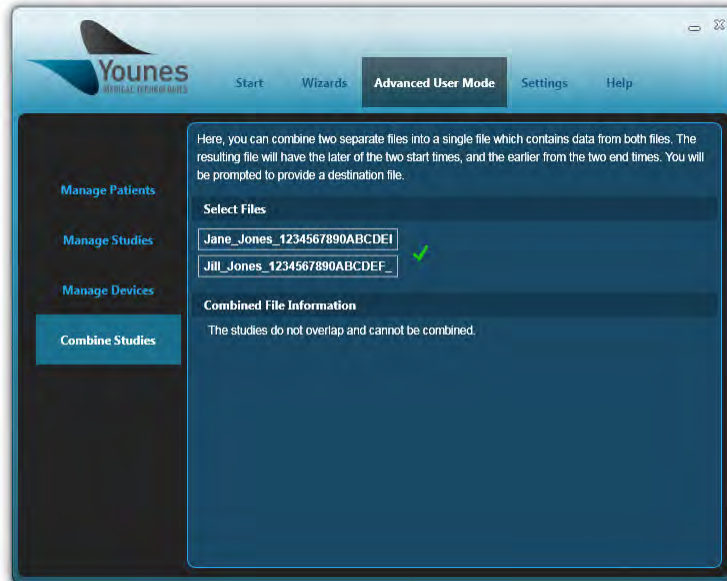 Younes
MEDICAL TECHNOLOGIES
Start Wizards Advanced User Mode Settings Help
Manage Patients
Manage Studies
Manage Devices
Combine Studies
Here, you can combine two separate files into a single file which contains data from both files. The
resulting file will have the later of the two start times, and the earlier from the two end times. You will
be prompted to provide a destination file.
Select Files
Jane_Jones_1234567890ABCDEI
Jill_Jones_1234567890ABCDEF_
Combined File Information
The studies do not overlap and cannot be combined.